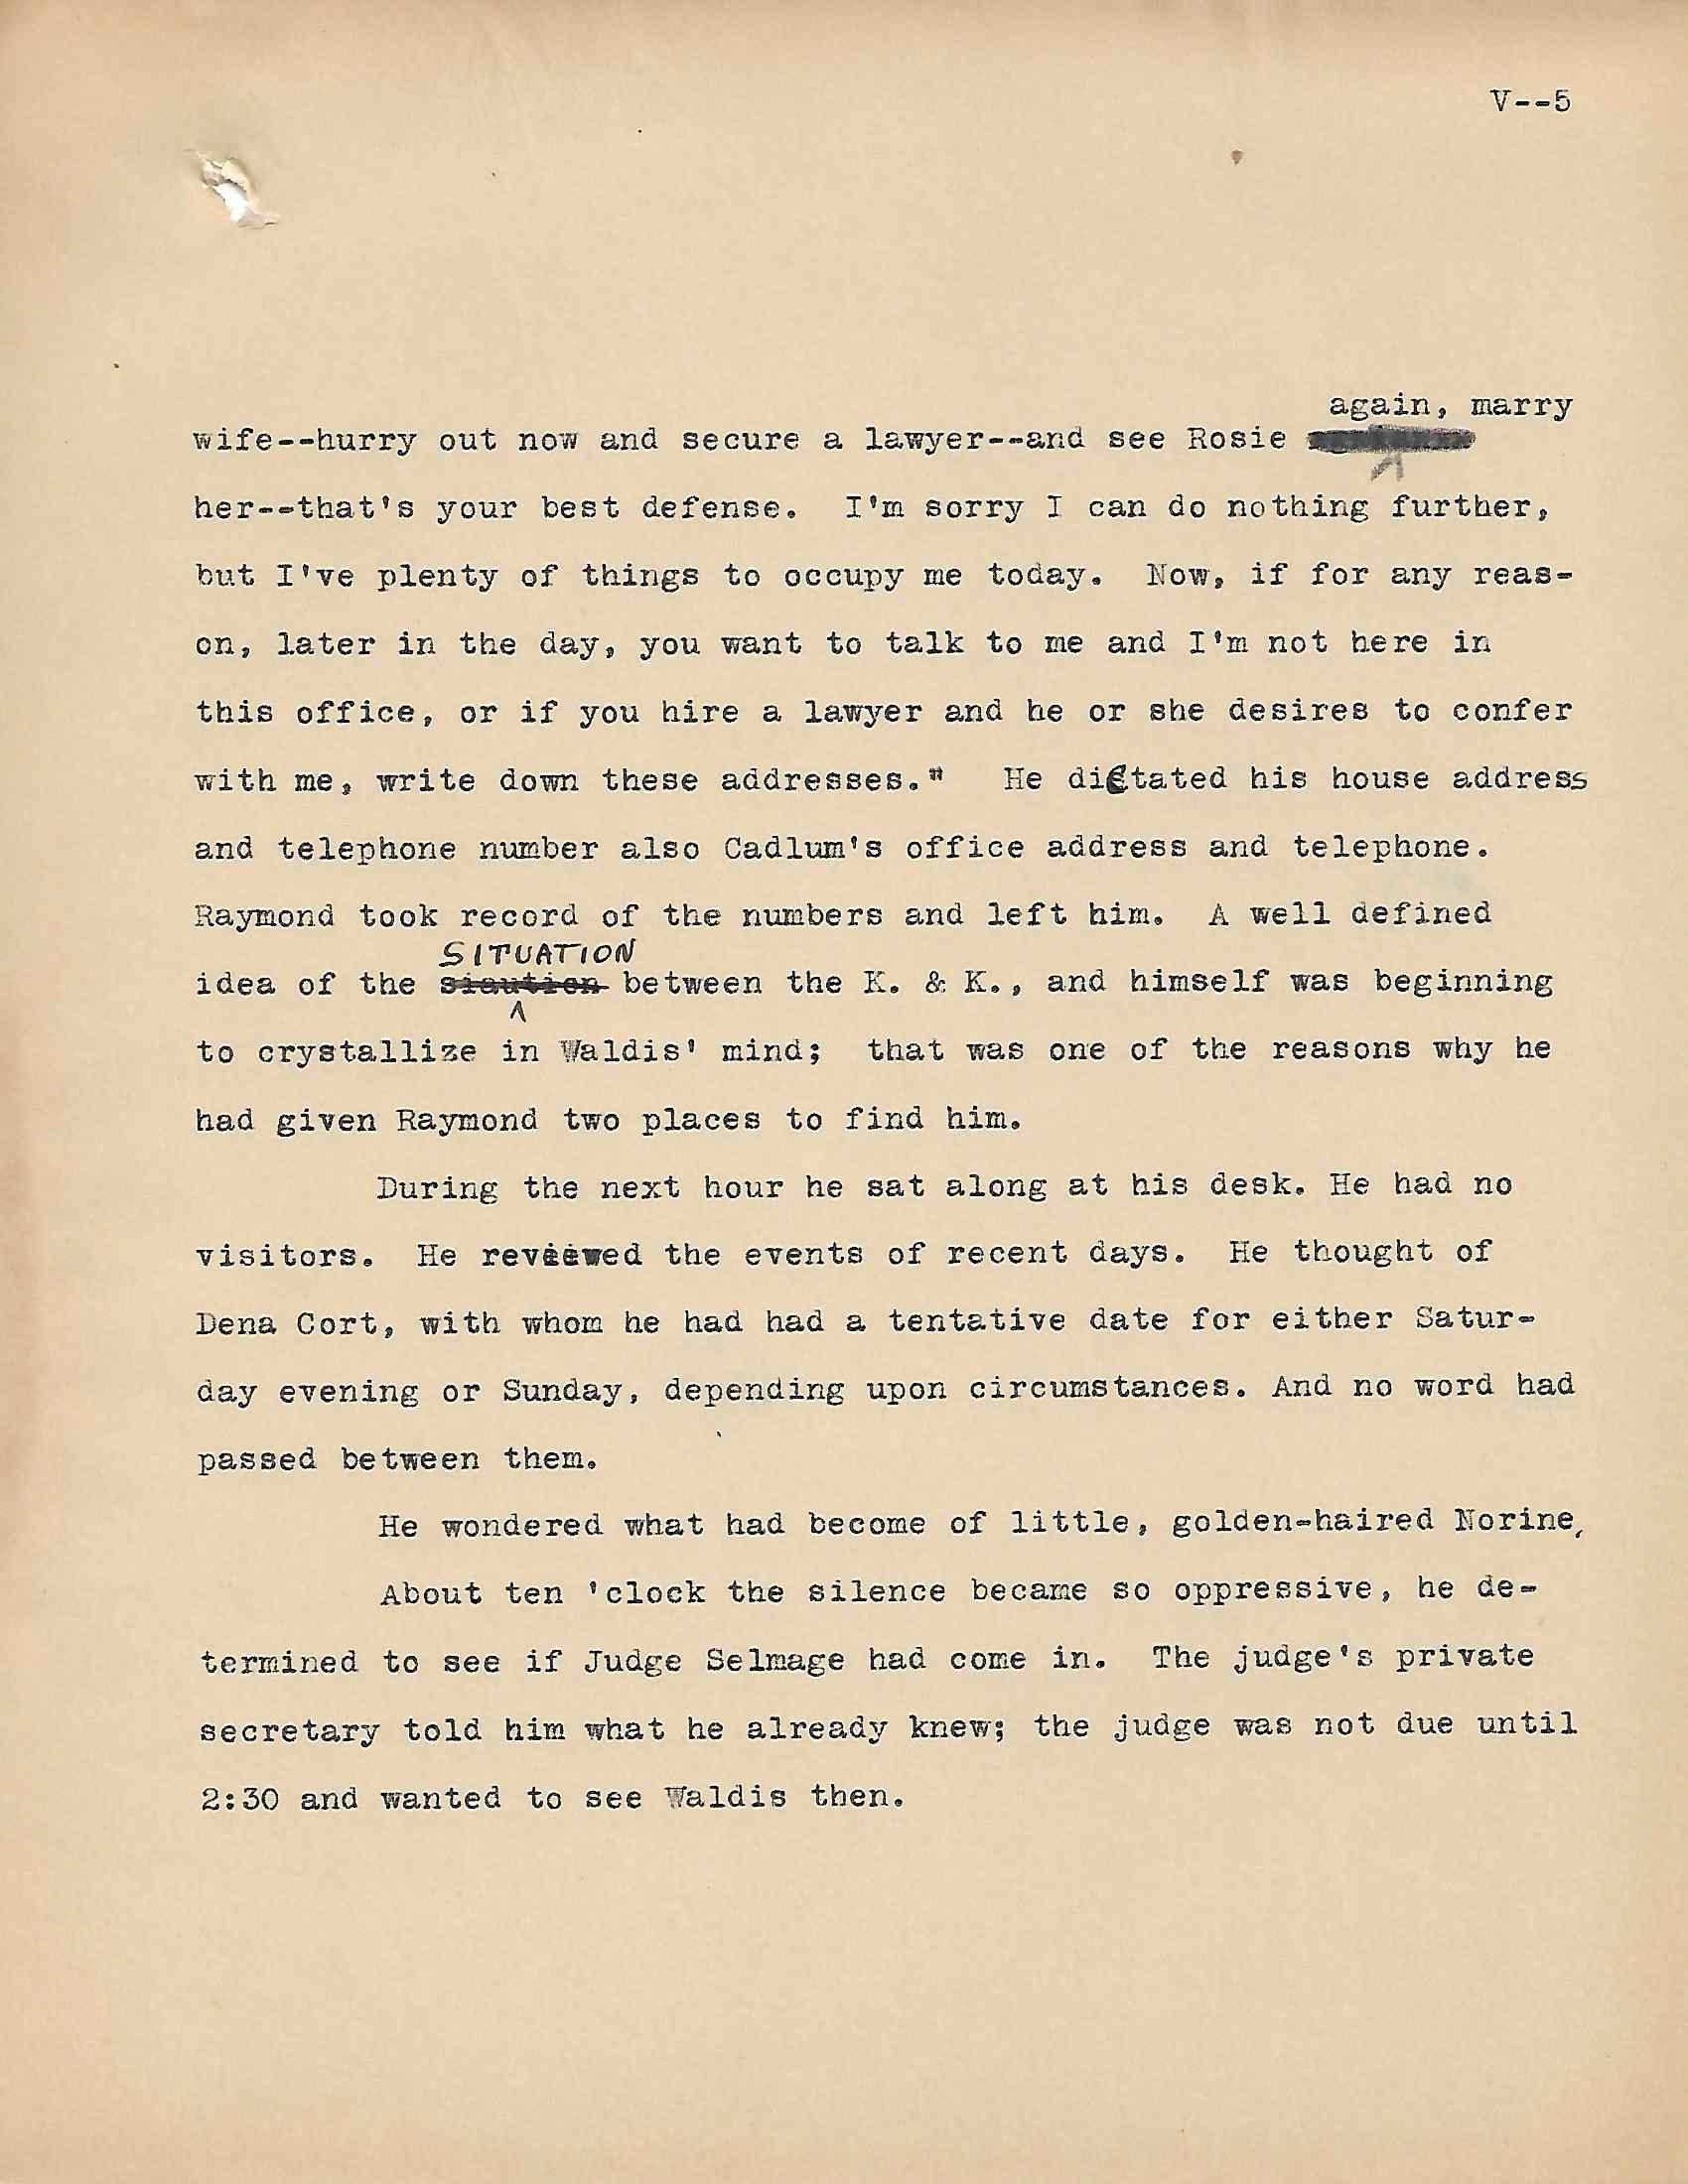 V--5
again, marry
wife--hurry out now and secure a lawyer--and see Rosie
her--that's your best defense. I'm sorry I can do nothing further,
but I've plenty of things to occupy me today. Now, if for any reas-
on, later in the day, you want to talk to me and I'm not here in
this office, or if you hire a lawyer and he or she desires to confer
with me, write down these addresses." He dictated his house address
and telephone number also Cadlum's office address and telephone.
Raymond took record of the numbers and left him. A well defined
SITUATION
idea of the siaution between the K. & K., and himself was beginning
to crystallize in Waldis' mind; that was one of the reasons why he
had given Raymond two places to find him.
During the next hour he sat along at his desk. He had no
visitors. He reviewed the events of recent days. He thought of
Dena Cort, with whom he had had a tentative date for either Satur-
day evening or Sunday, depending upon circumstances. And no word had
passed between them.
He wondered what had become of little, golden-haired Norine,
About ten 'clock the silence became so oppressive, he de-
termined to see if Judge Selmage had come in. The judge's private
secretary told him what he already knew; the judge was not due until
2:30 and wanted to see Waldis then.